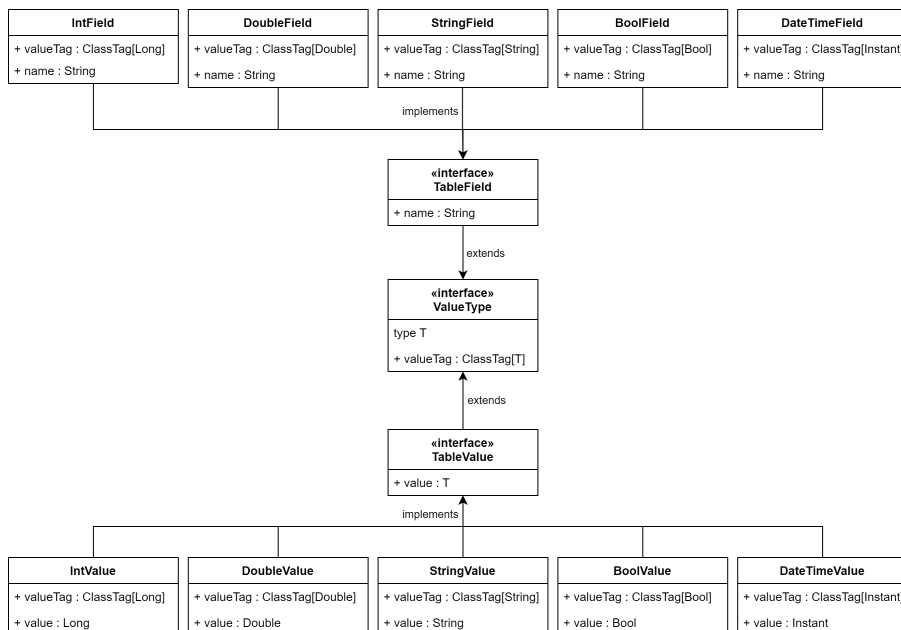 IntField
+ valueTag : ClassTag[Long]
+ name : String
DoubleField
+ valueTag : ClassTag[Double]
+ name : String
StringField
+ valueTag : ClassTag[String]
+ name : String
BoolField
+ valueTag : ClassTag[Bool]
+ name : String
DateTimeField
+ valueTag : ClassTag[Instant]
+ name : String
implements
«interface»
TableField
+ name : String
extends
«interface»
ValueType
type T
+ valueTag : ClassTag[T]
extends
«interface»
TableValue
+ value : T
implements
IntValue
+ valueTag : ClassTag[Long]
+ value : Long
DoubleValue
+ valueTag : ClassTag[Double]
+ value : Double
StringValue
+ valueTag : ClassTag[String]
+ value : String
BoolValue
+ valueTag : ClassTag[Bool]
+ value : Bool
DateTimeValue
+ valueTag : ClassTag[Instant]
+ value : Instant